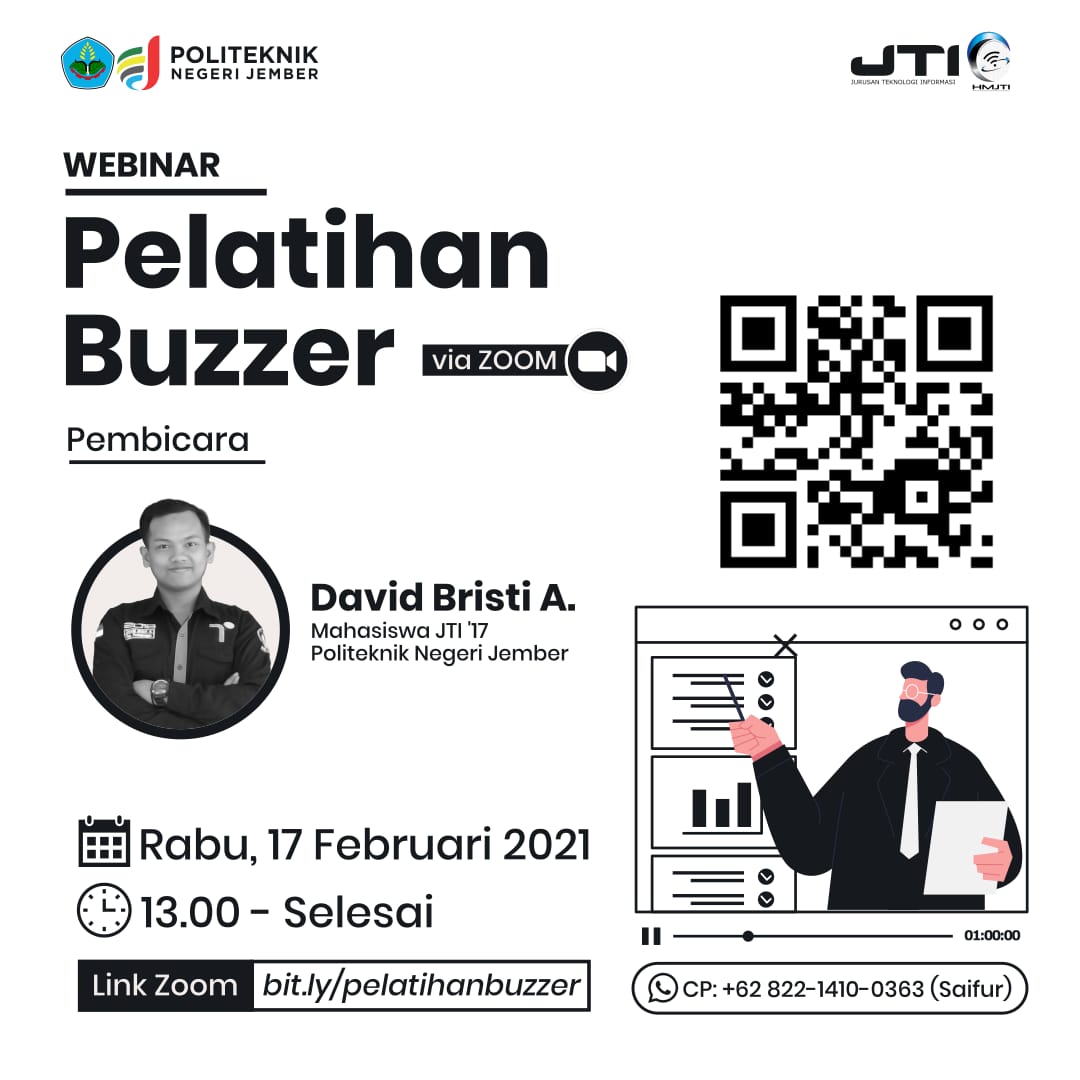 POLITEKNIK
NEGERI JEMBER
JTI
JURUSAN TEKNOLOGI INFORMASI
HMJTI
WEBINAR
Pelatihan
Buzzer
via ZOOM
Pembicara
David Bristi A.
Mahasiswa JTI '17
Politeknik Negeri Jember
Rabu, 17 Februari 2021
13.00 - Selesai
Link Zoom bit.ly/pelatihanbuzzer
01:00:00
CP: +62 822-1410-0363 (Saifur)